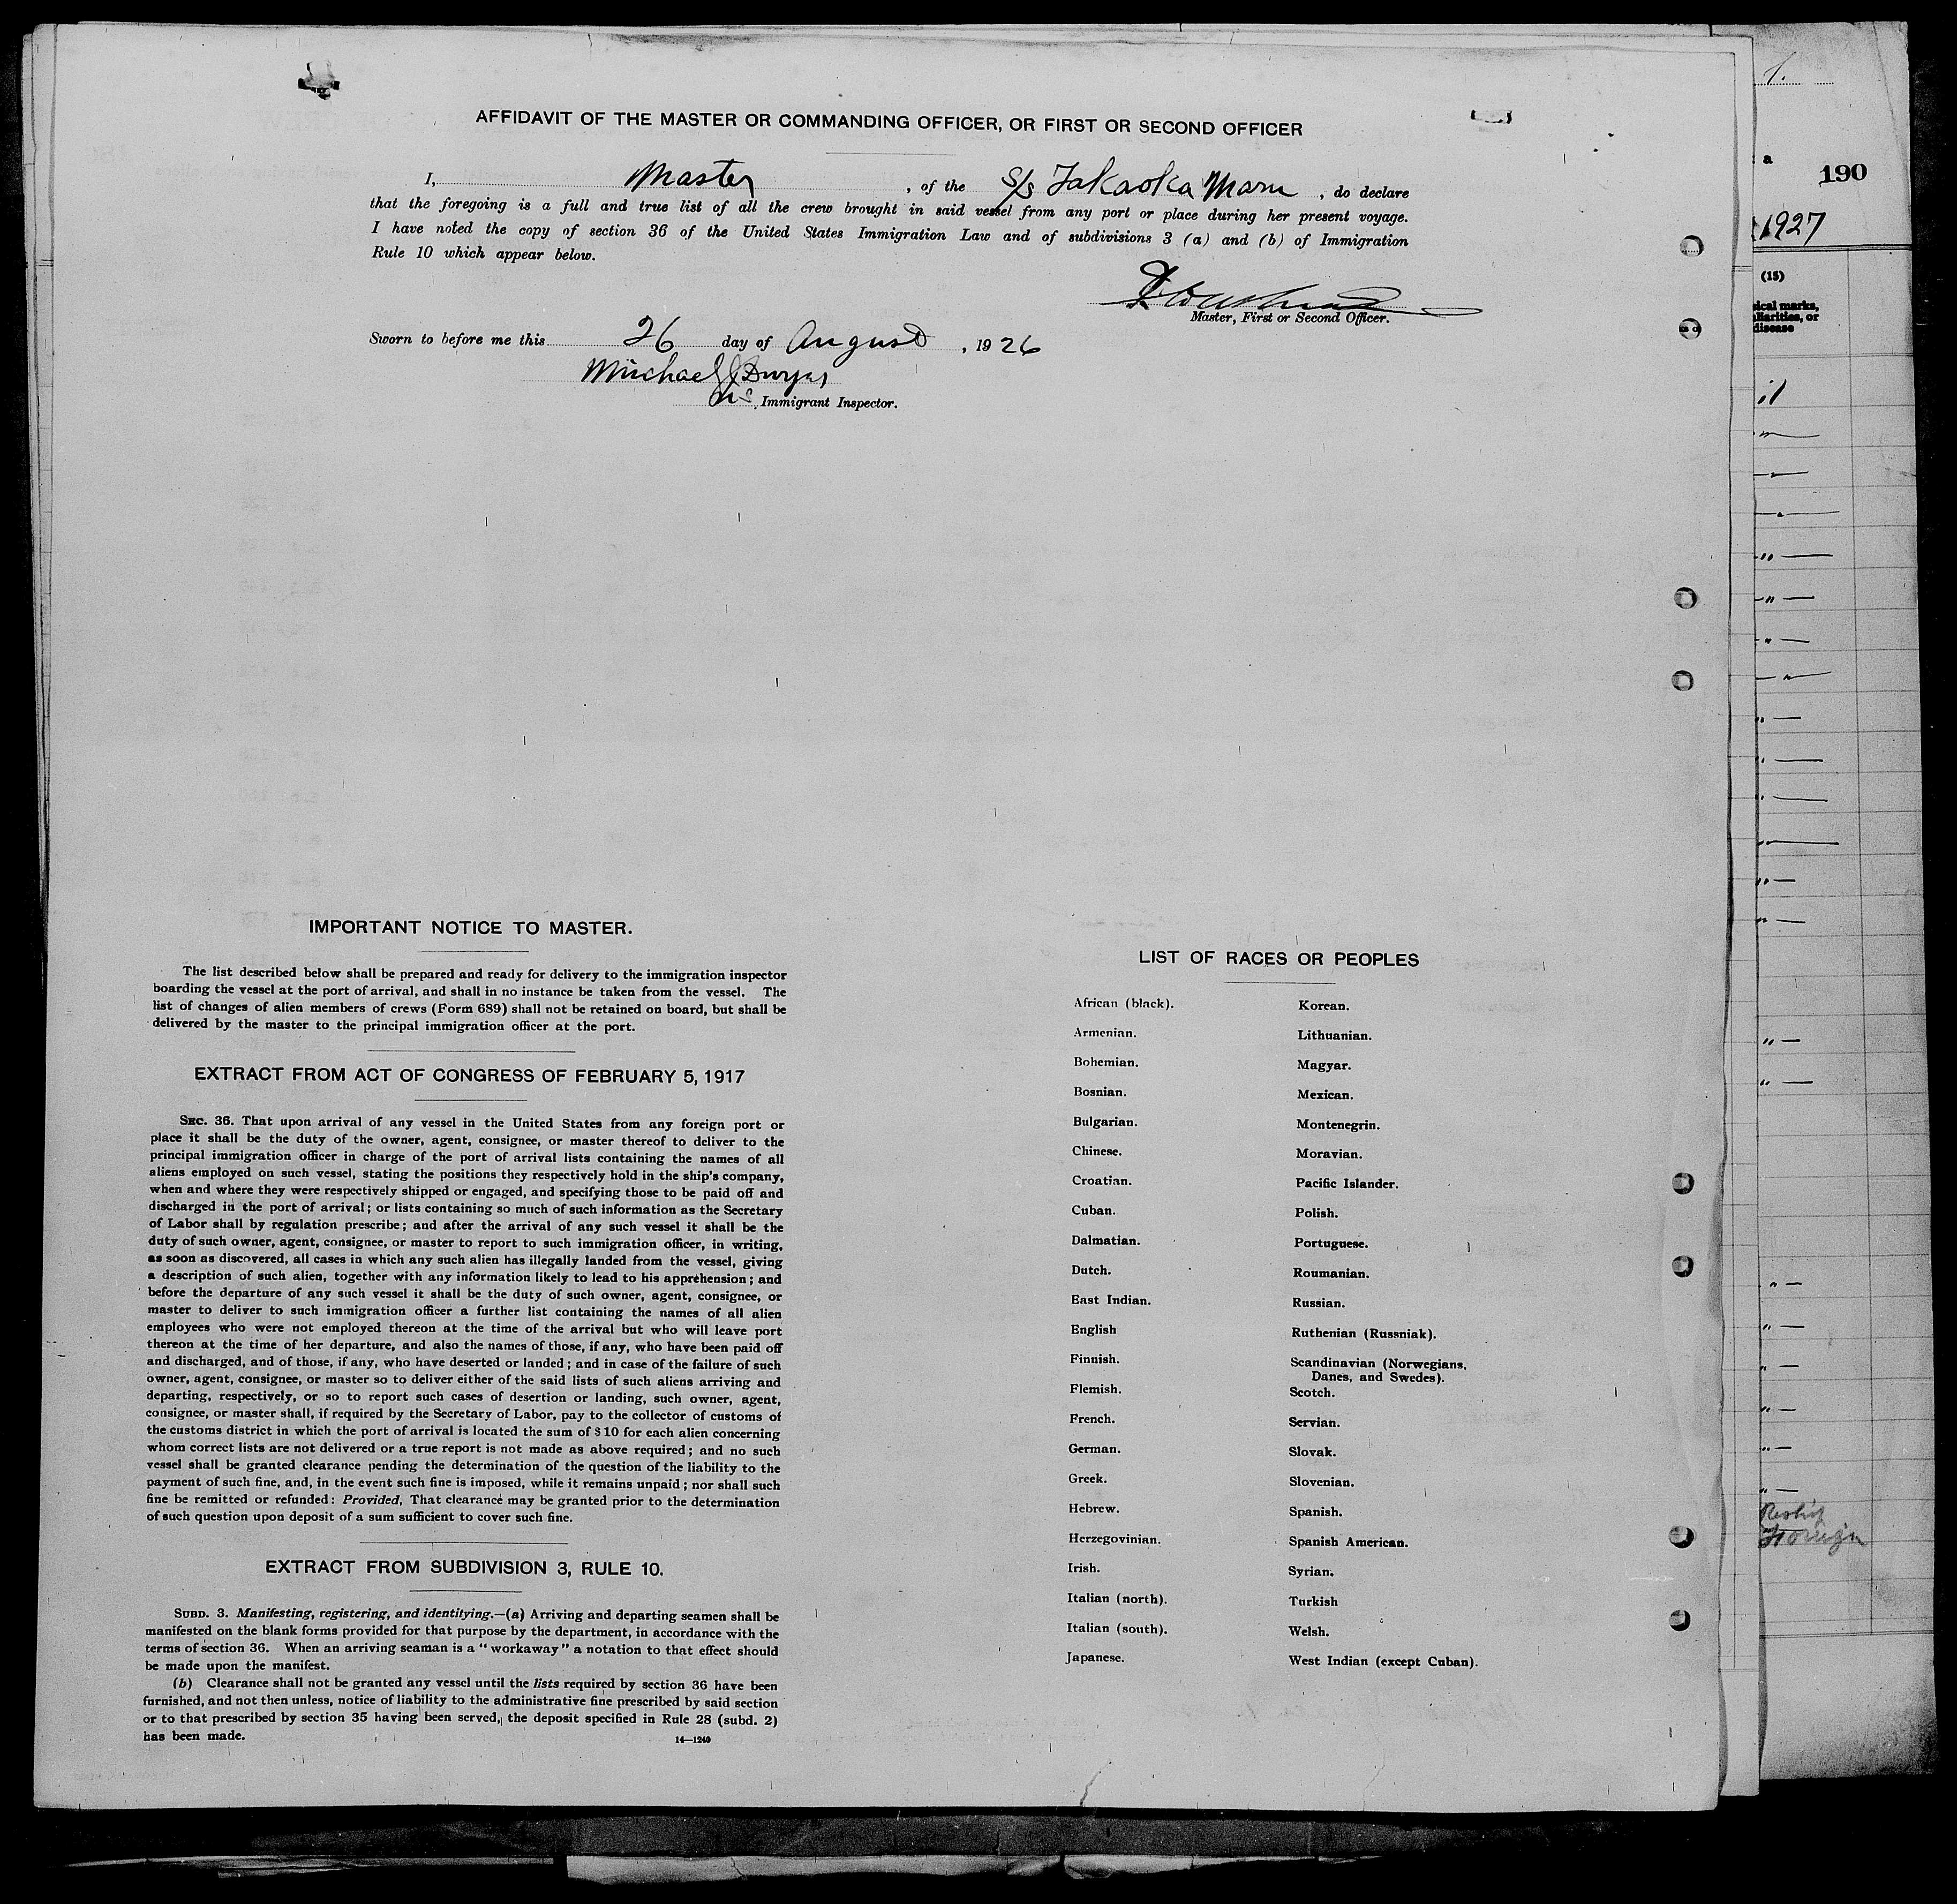 AFFIDAVIT OF THE MASTER OR COMMANDING OFFICER, OR FIRST OR SECOND OFFICER
I, Master, of the S/S Takaoka Maru, do declare
that the foregoing is a full and true list of all the crew brought in said vessel from any port or place during her present voyage.
I have noted the copy of section 36 of the United States Immigration Law and of subdivisions 3 (a) and (b) of Immigration
Rule 10 which appear below.
Master, First or Second Officer.
Sworn to before me this 26 day of August, 1926
Michael J
US Immigrant Inspector.
IMPORTANT NOTICE TO MASTER.
The list described below shall be prepared and ready for delivery to the immigration inspector
boarding the vessel at the port of arrival, and shall in no instance be taken from the vessel. The
list of changes of alien members of crews (Form 689) shall not be retained on board, but shall be
delivered by the master to the principal immigration officer at the port.
EXTRACT FROM ACT OF CONGRESS OF FEBRUARY 5, 1917
SEC. 36. That upon arrival of any vessel in the United States from any foreign port or
place it shall be the duty of the owner, agent, consignee, or master thereof to deliver to the
principal immigration officer in charge of the port of arrival lists containing the names of all
aliens employed on such vessel, stating the positions they respectively hold in the ship's company,
when and where they were respectively shipped or engaged, and specifying those to be paid off and
discharged in the port of arrival; or lists containing so much of such information as the Secretary
of Labor shall by regulation prescribe; and after the arrival of any such vessel it shall be the
duty of such owner, agent, consignee, or master to report to such immigration officer, in writing,
as soon as discovered, all cases in which any such alien has illegally landed from the vessel, giving
a description of such alien, together with any information likely to lead to his apprehension; and
before the departure of any such vessel it shall be the duty of such owner, agent, consignee, or
master to deliver to such immigration officer a further list containing the names of all alien
employees who were not employed thereon at the time of the arrival but who will leave port
thereon at the time of her departure, and also the names of those, if any, who have been paid off
and discharged, and of those, if any, who have deserted or landed; and in case of the failure of such
owner, agent, consignee, or master so to deliver either of the said lists of such aliens arriving and
departing, respectively, or so to report such cases of desertion or landing, such owner, agent,
consignee, or master shall, if required by the Secretary of Labor, pay to the collector of customs of
the customs district in which the port of arrival is located the sum of $10 for each alien concerning
whom correct lists are not delivered or a true report is not made as above required; and no such
vessel shall be granted clearance pending the determination of the question of the liability to the
payment of such fine, and, in the event such fine is imposed, while it remains unpaid; nor shall such
fine be remitted or refunded: Provided, That clearance may be granted prior to the determination
of such question upon deposit of a sum sufficient to cover such fine.
EXTRACT FROM SUBDIVISION 3, RULE 10.
SUBD. 3. Manifesting, registering, and identifying.—(a) Arriving and departing seamen shall be
manifested on the blank forms provided for that purpose by the department, in accordance with the
terms of section 36. When an arriving seaman is a "workaway" a notation to that effect should
be made upon the manifest.
(b) Clearance shall not be granted any vessel until the lists required by section 36 have been
furnished, and not then unless, notice of liability to the administrative fine prescribed by said section
or to that prescribed by section 35 having been served, the deposit specified in Rule 28 (subd. 2)
has been made.
14—1240
LIST OF RACES OR PEOPLES
African (black).
Armenian.
Bohemian.
Bosnian.
Bulgarian.
Chinese.
Croatian.
Cuban.
Dalmatian.
Dutch.
East Indian.
English
Finnish.
Flemish.
French.
German.
Greek.
Hebrew.
Herzegovinian.
Irish.
Italian (north).
Italian (south).
Japanese.
Korean.
Lithuanian.
Magyar.
Mexican.
Montenegrin.
Moravian.
Pacific Islander.
Polish.
Portuguese.
Roumanian.
Russian.
Ruthenian (Russniak).
Scandinavian (Norwegians,
Danes, and Swedes).
Scotch.
Servian.
Slovak.
Slovenian.
Spanish.
Spanish American.
Syrian.
Turkish
Welsh.
West Indian (except Cuban).
a
190
1927
(15)
marks,
or
disease
Foreign